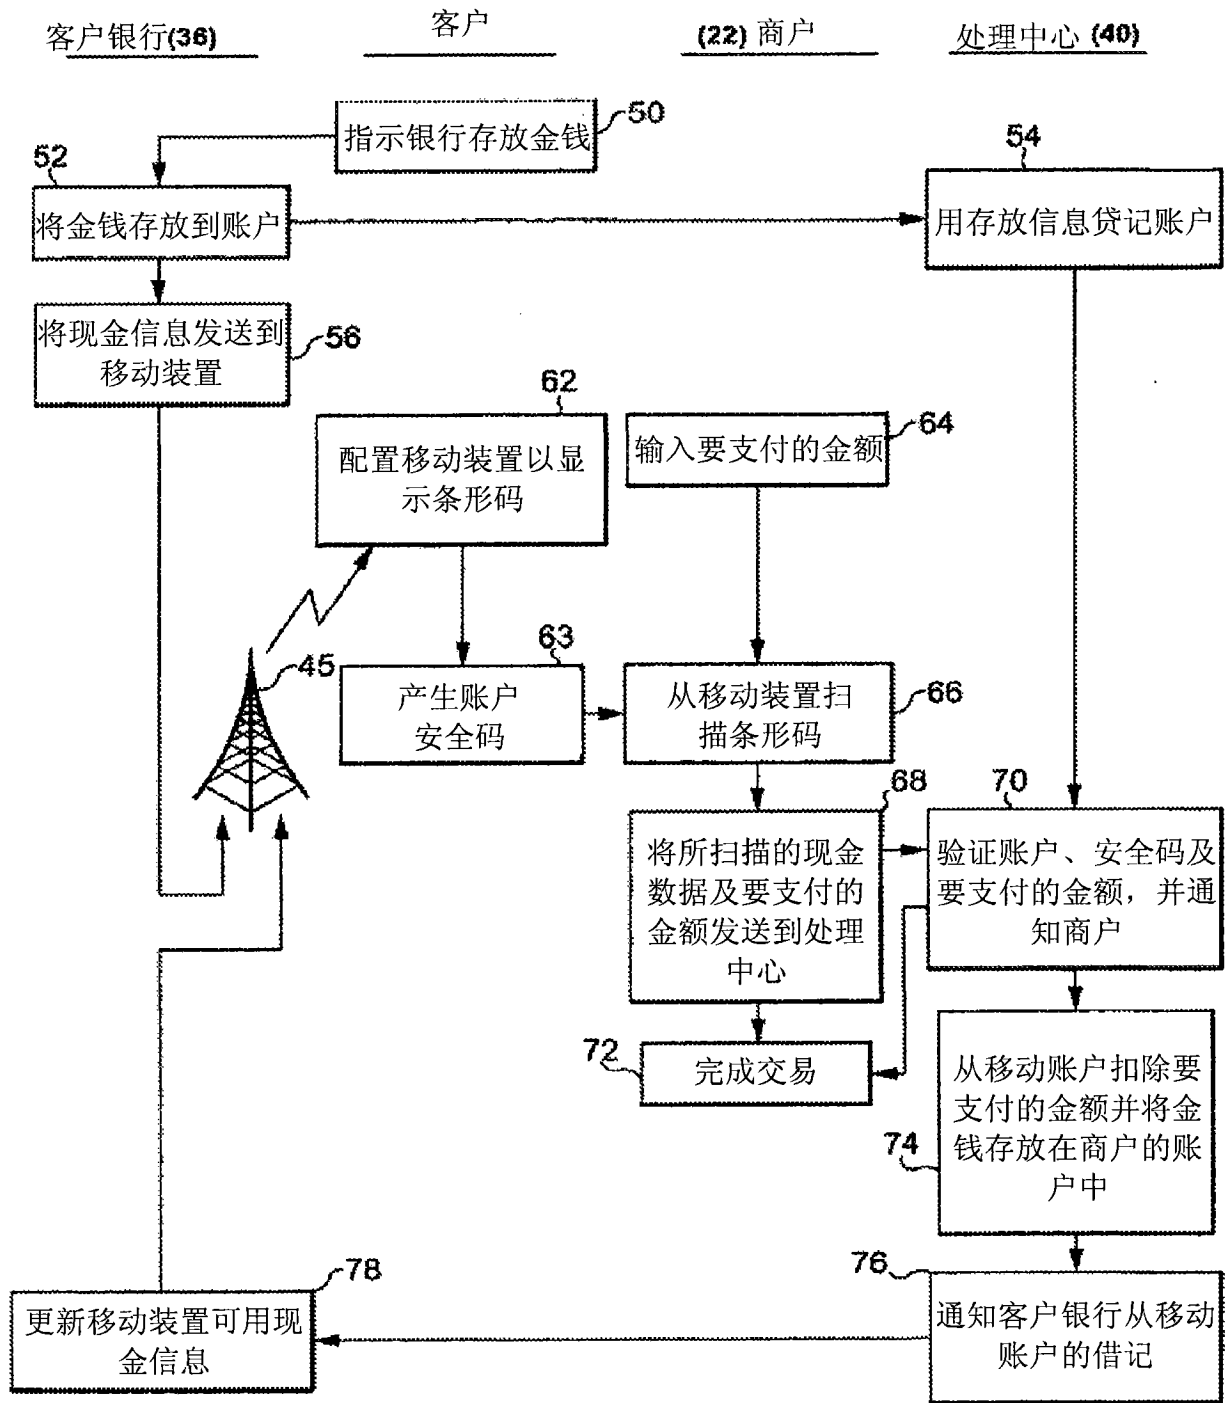 客户银行(36)
客户
(22) 商户
处理中心 (40)
50
指示银行存放金钱
52
将金钱存放到账户
54
用存放信息贷记账户
56
将现金信息发送到
移动装置
62
配置移动装置以显
示条形码
64
输入要支付的金额
45
63
产生账户
安全码
66
从移动装置扫
描条形码
68
将所扫描的现金
数据及要支付的
金额发送到处理
中心
70
验证账户、安全码及
要支付的金额，并通
知商户
72
完成交易
74
从移动账户扣除要
支付的金额并将金
钱存放在商户的账
户中
76
通知客户银行从移动
账户的借记
78
更新移动装置可用现
金信息